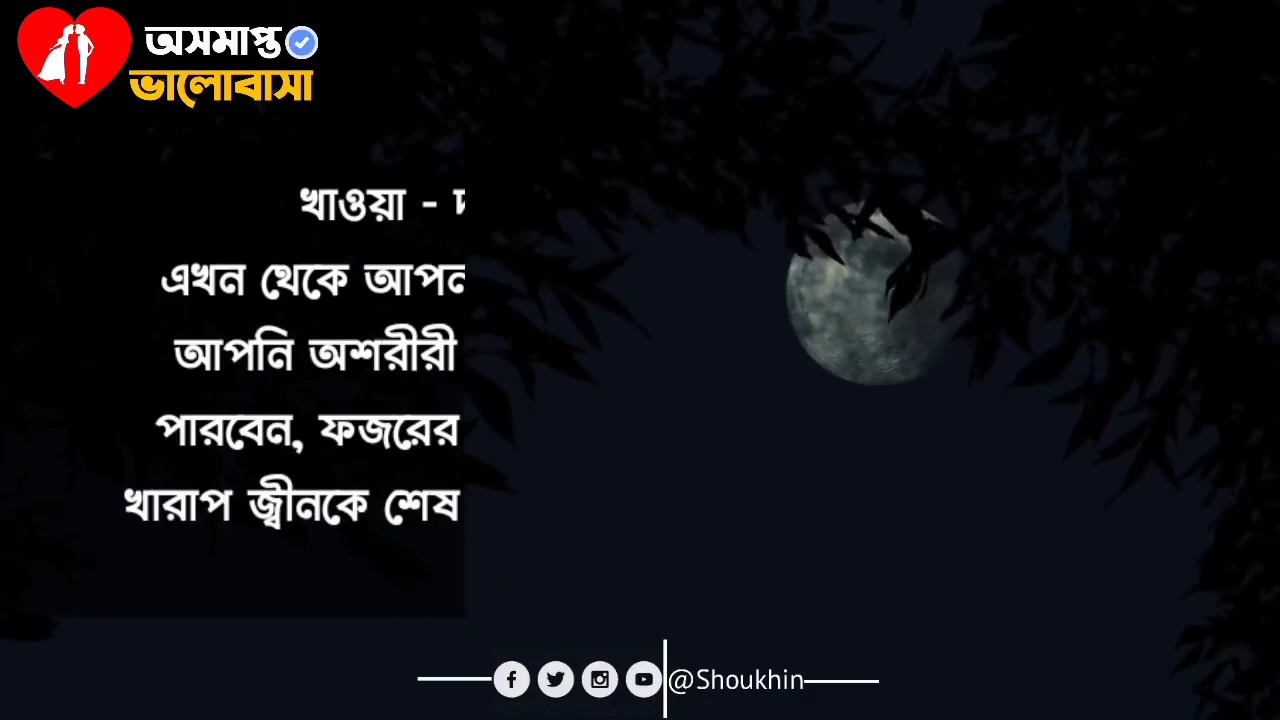 অসমাপ্ত
ভালোবাসা
খাওয়া -
এখন থেকে আপন
আপনি অশরীরী
পারবেন, ফজরের
খারাপ জ্বীনকে শেষ
@Shoukhin